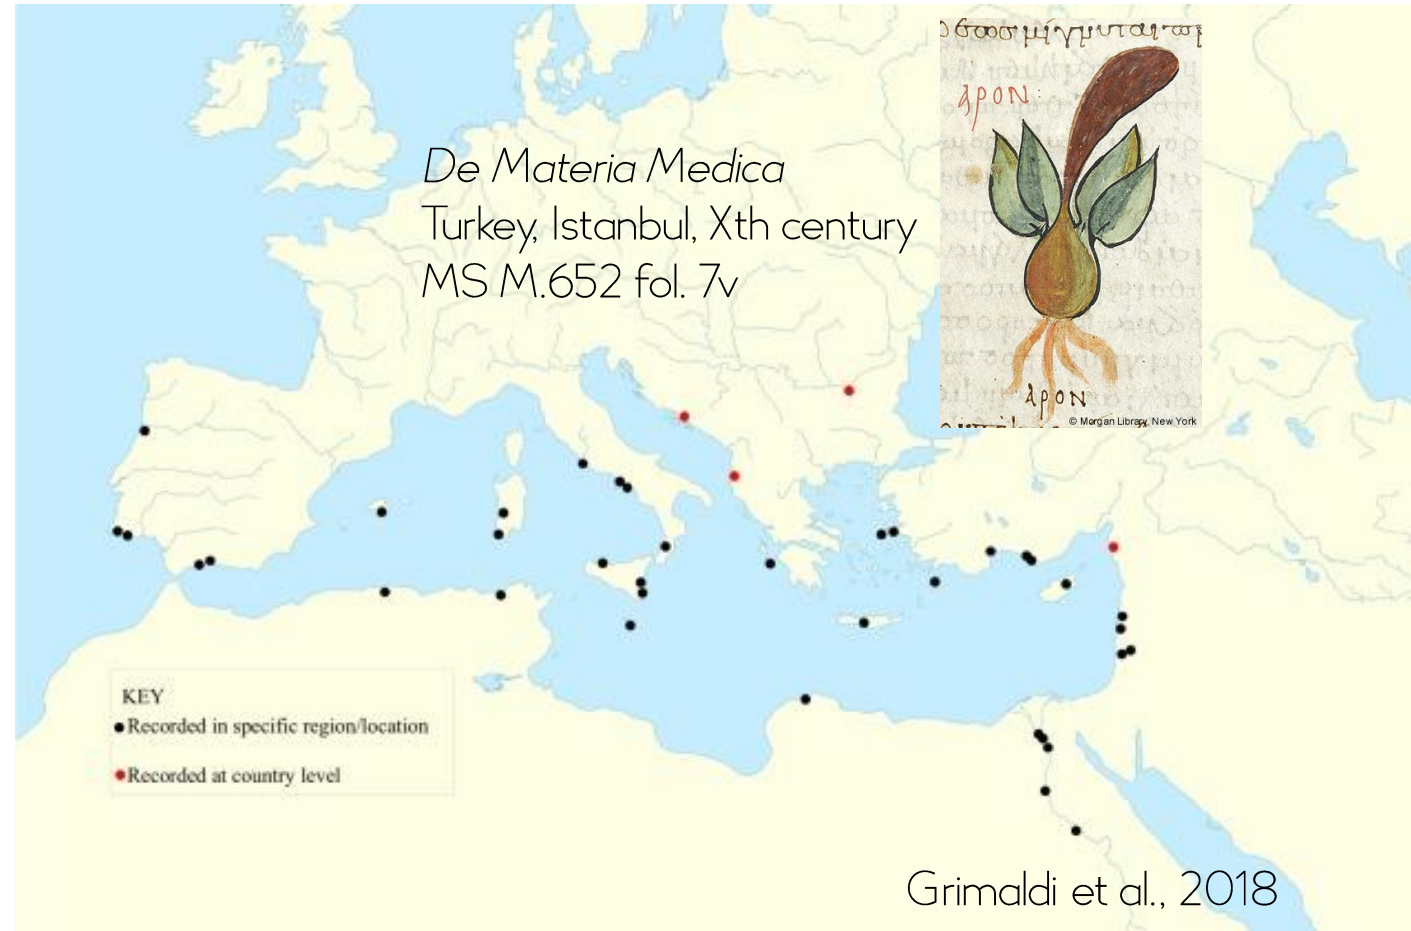 ἄρον:
ἄρον
© Morgan Library, New York
De Materia Medica
Turkey, Istanbul, Xth century
MS M.652 fol. 7v
KEY
Recorded in specific region/location
Recorded at country level
Grimaldi et al., 2018